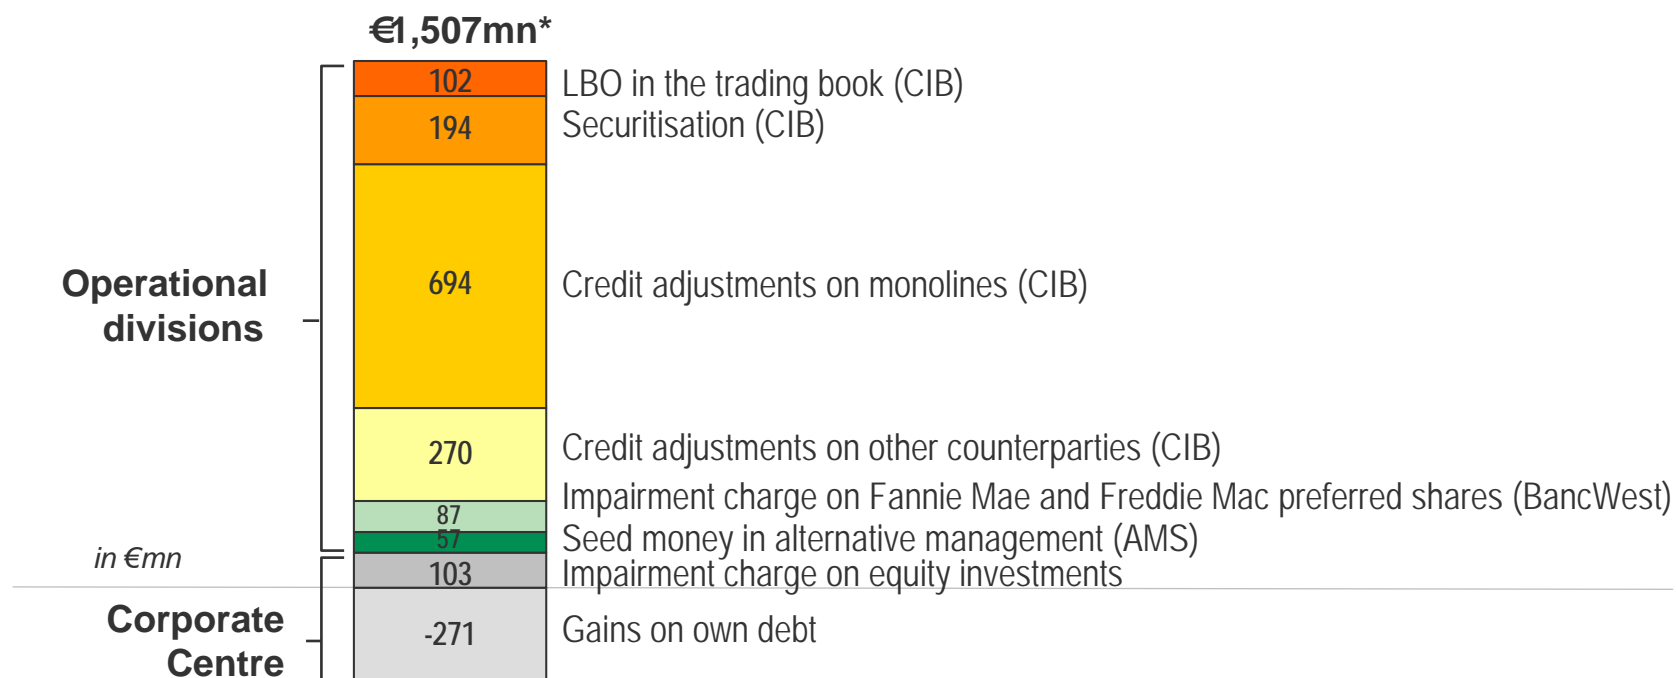 €1,507mn*
102 LBO in the trading book (CIB)
194 Securitisation (CIB)
Operational
divisions
694 Credit adjustments on monolines (CIB)
270 Credit adjustments on other counterparties (CIB)
87 Impairment charge on Fannie Mae and Freddie Mac preferred shares (BancWest)
57 Seed money in alternative management (AMS)
in €mn
103 Impairment charge on equity investments
Corporate
Centre
-271 Gains on own debt